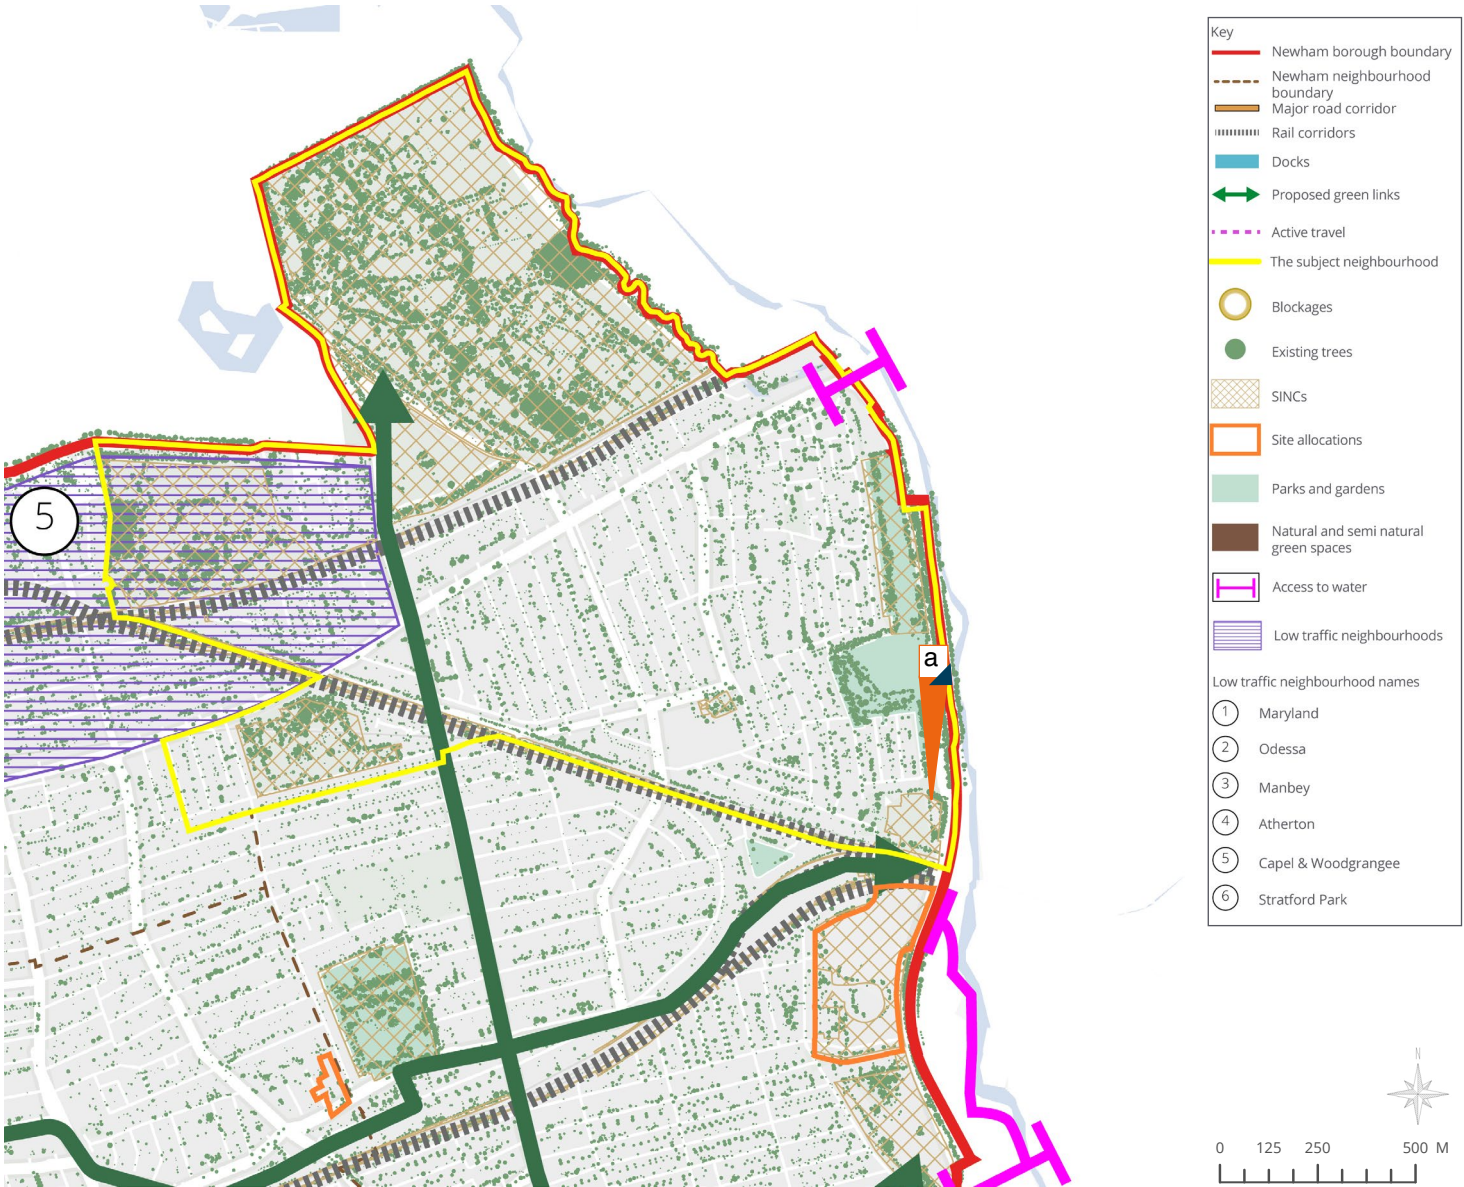 5
a
Key
Newham borough boundary
Newham neighbourhood
boundary
Major road corridor
Rail corridors
Docks
Proposed green links
Active travel
The subject neighbourhood
Blockages
Existing trees
SINCs
Site allocations
Parks and gardens
Natural and semi natural
green spaces
Access to water
Low traffic neighbourhoods
Low traffic neighbourhood names
1 Maryland
2 Odessa
3 Manbey
4 Atherton
5 Capel & Woodgrangee
6 Stratford Park
N
0 125 250 500 M